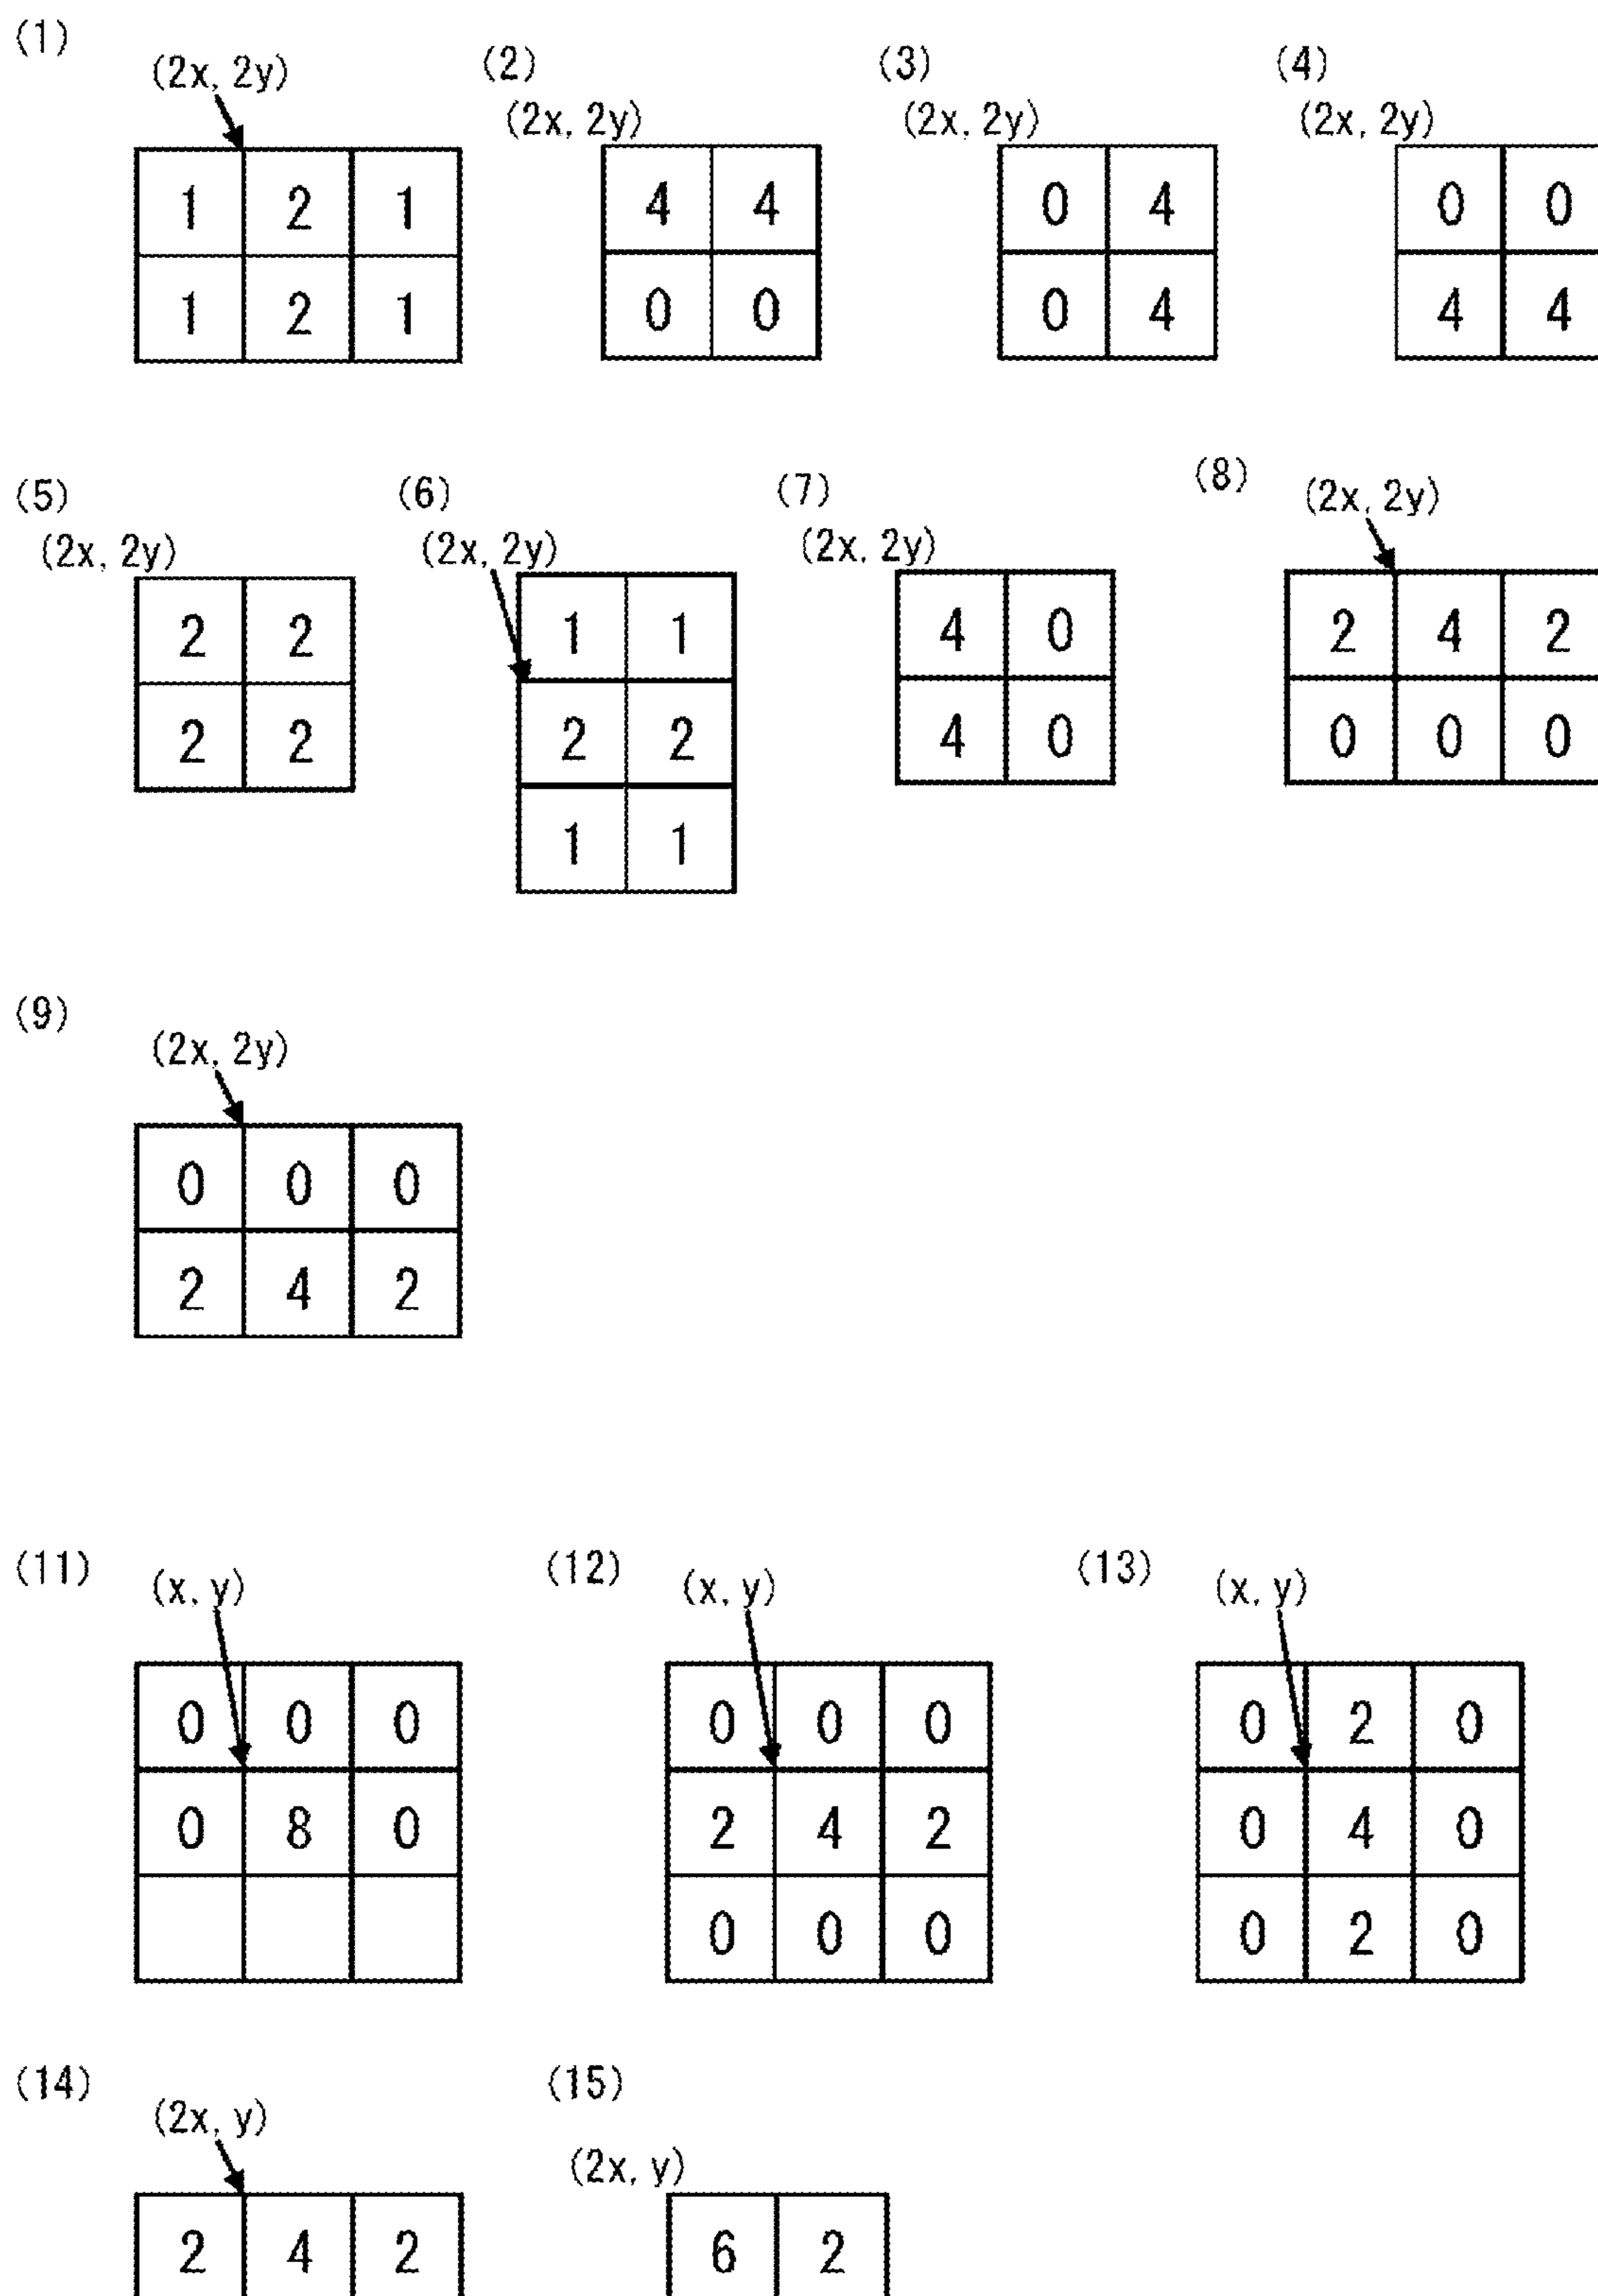 (1)
(2x, 2y)
1 2 1
1 2 1
(2)
(2x, 2y)
4 4
0 0
(3)
(2x, 2y)
0 4
0 4
(4)
(2x, 2y)
0 0
4 4
(5)
(2x, 2y)
2 2
2 2
(6)
(2x, 2y)
1 1
2 2
1 1
(7)
(2x, 2y)
4 0
4 0
(8)
(2x, 2y)
2 4 2
0 0 0
(9)
(2x, 2y)
0 0 0
2 4 2
(11)
(x, y)
0 0 0
0 8 0
(12)
(x, y)
0 0 0
2 4 2
0 0 0
(13)
(x, y)
0 2 0
0 4 0
0 2 0
(14)
(2x, y)
2 4 2
(15)
(2x, y)
6 2